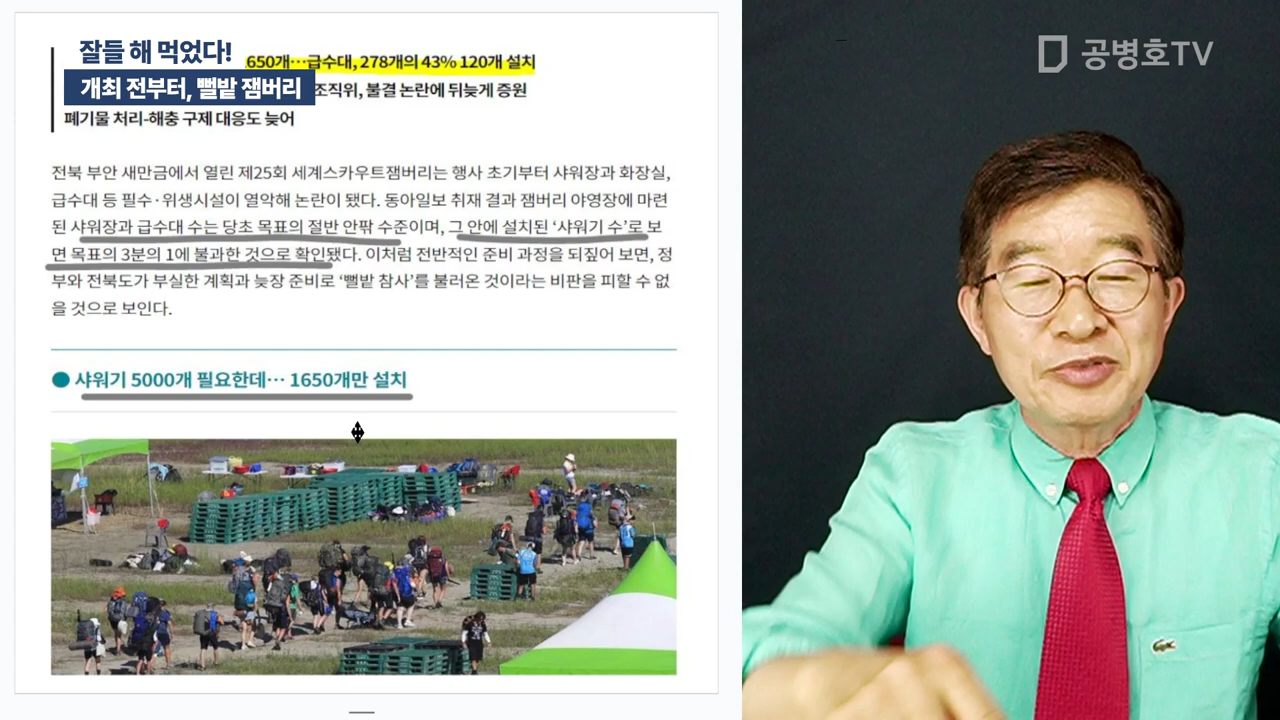 잘들 해 먹었다!
개최 전부터, 뻘밭 잼버리
공병호TV
650개…급수대, 278개의 43% 120개 설치
조직위, 불결 논란에 뒤늦게 증원
폐기물 처리-해충 구제 대응도 늦어
전북 부안 새만금에서 열린 제25회 세계스카우트잼버리는 행사 초기부터 샤워장과 화장실,
급수대 등 필수·위생시설이 열악해 논란이 됐다. 동아일보 취재 결과 잼버리 야영장에 마련
된 샤워장과 급수대 수는 당초 목표의 절반 안팎 수준이며, 그 안에 설치된 ‘샤워기 수’로 보
면 목표의 3분의 1에 불과한 것으로 확인됐다. 이처럼 전반적인 준비 과정을 되짚어 보면, 정
부와 전북도가 부실한 계획과 늦장 준비로 ‘뻘밭 참사’를 불러온 것이라는 비판을 피할 수 없
을 것으로 보인다.
● 샤워기 5000개 필요한데… 1650개만 설치